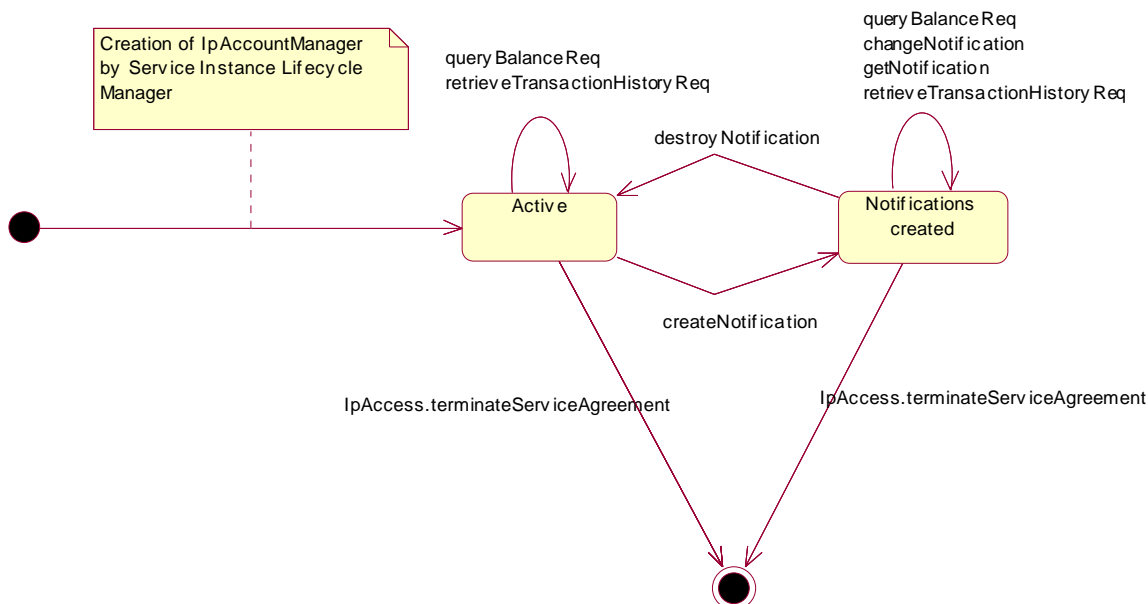 Creation of IpAccountManager
by Service Instance Lifecycle
Manager
queryBalanceReq
retrieveTransactionHistoryReq
queryBalanceReq
changeNotification
getNotification
retrieveTransactionHistoryReq
destroyNotification
Active
Notifications
created
createNotification
IpAccess.terminateServiceAgreement
IpAccess.terminateServiceAgreement